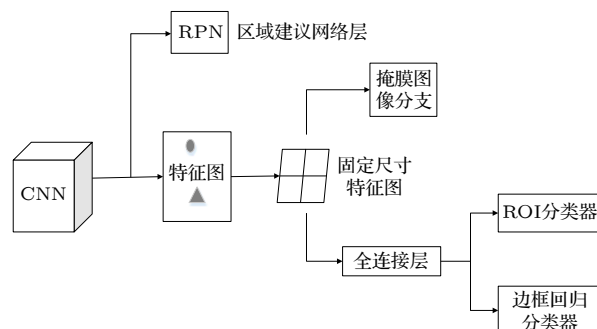 RPN
区域建议网络层
掩膜图
像分支
CNN
特征图
固定尺寸
特征图
全连接层
ROI分类器
边框回归
分类器